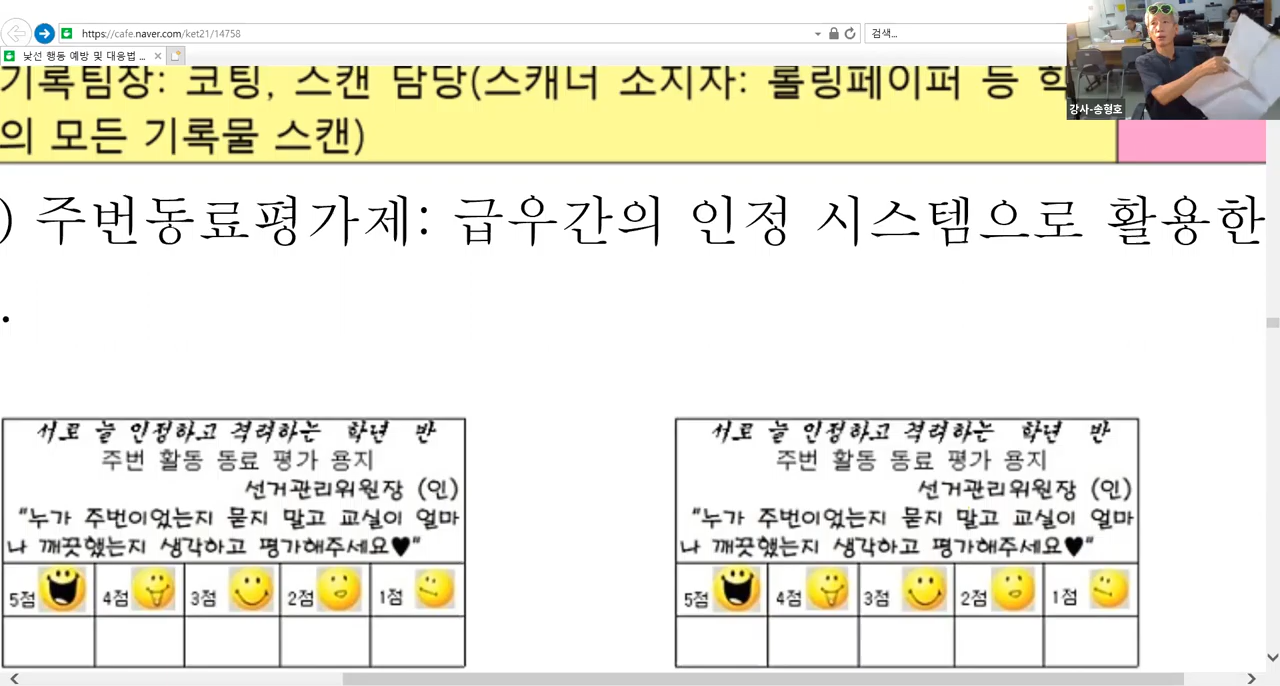 https://cafe.naver.com/ket21/14758
검색...
낯선 행동 예방 및 대응법 ...
강사-송형호
기록팀장: 코팅, 스캔 담당(스캐너 소지자: 롤링페이퍼 등 학
의 모든 기록물 스캔)
) 주번동료평가제: 급우간의 인정 시스템으로 활용한
.
서로 늘 인정하고 격려하는 학년 반
주번 활동 동료 평가 용지
선거관리위원장 (인)
"누가 주번이었는지 묻지 말고 교실이 얼마
나 깨끗했는지 생각하고 평가해주세요♥"
5점 4점 3점 2점 1점
서로 늘 인정하고 격려하는 학년 반
주번 활동 동료 평가 용지
선거관리위원장 (인)
"누가 주번이었는지 묻지 말고 교실이 얼마
나 깨끗했는지 생각하고 평가해주세요♥"
5점 4점 3점 2점 1점